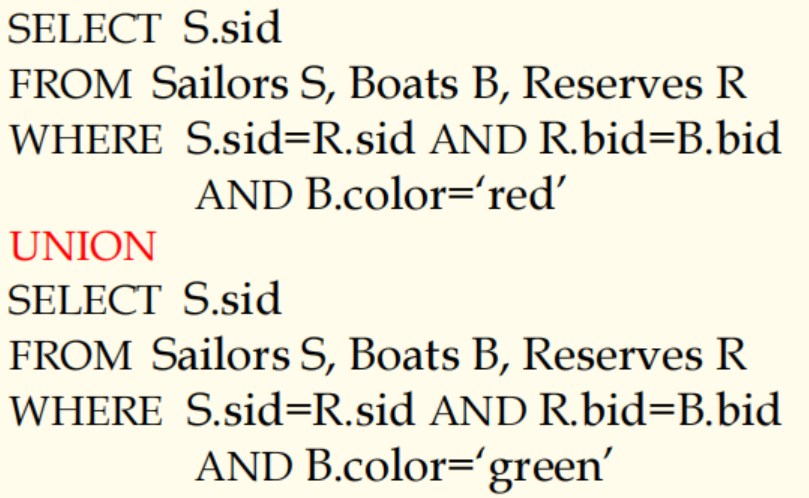 SELECT S.sid
FROM Sailors S, Boats B, Reserves R
WHERE S.sid=R.sid AND R.bid=B.bid
AND B.color=‘red’
UNION
SELECT S.sid
FROM Sailors S, Boats B, Reserves R
WHERE S.sid=R.sid AND R.bid=B.bid
AND B.color=‘green’